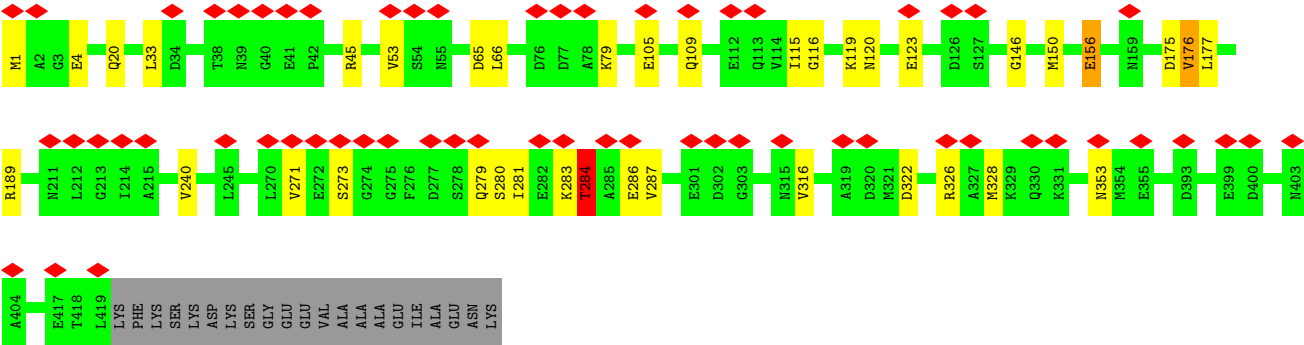 M1 A2 G3 E4 Q20 L33 D34 T38 N39 G40 E41 P42 R45 V53 S54 N55 D65 L66 D76 D77 A78 K79 E105 Q109 E112 Q113 V114 I115 G116 K119 N120 E123 D126 S127 G146 M150 E156 N159 D175 V176 L177
R189 N211 L212 G213 I214 A215 V240 L245 L270 V271 E272 S273 G274 G275 F276 D277 S278 Q279 S280 I281 E282 K283 T284 A285 E286 V287 E301 D302 G303 N315 V316 A319 D320 M321 D322 R326 A327 M328 K329 Q330 K331 N353 M354 E355 D393 E399 D400 N403
A404 E417 T418 L419 LYS PHE LYS SER LYS ASP LYS SER GLY GLU GLU VAL ALA ALA ALA GLU ILE ALA GLU ASN LYS